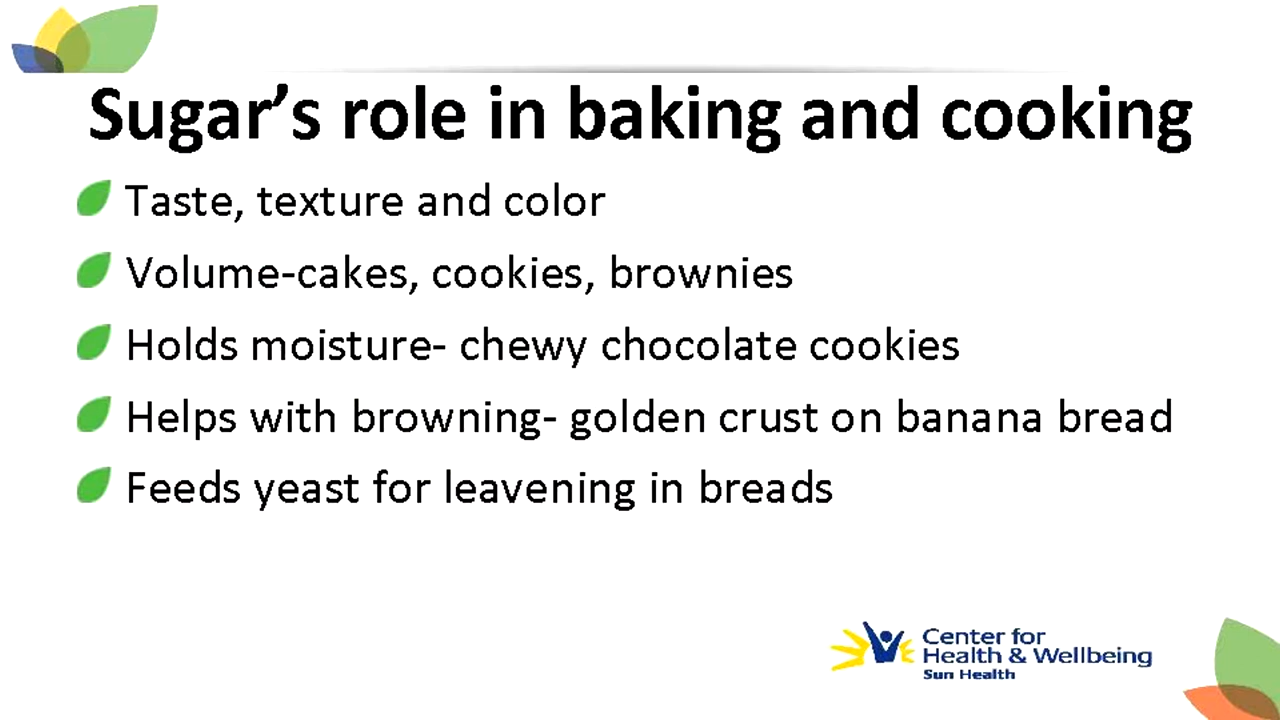 Sugar’s role in baking and cooking
Taste, texture and color
Volume-cakes, cookies, brownies
Holds moisture- chewy chocolate cookies
Helps with browning- golden crust on banana bread
Feeds yeast for leavening in breads
Center for
Health & Wellbeing
Sun Health